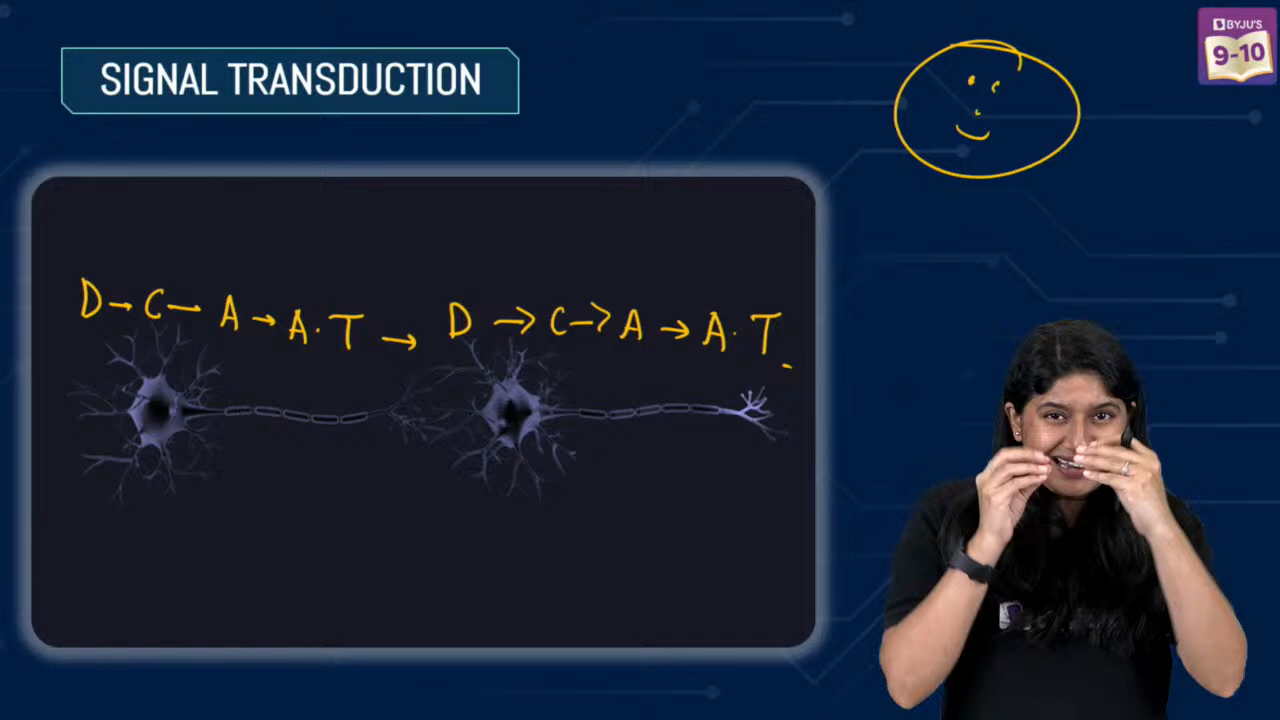 BYJU'S
9-10
SIGNAL TRANSDUCTION
D→C→A→A.T→D→C→A→A.T